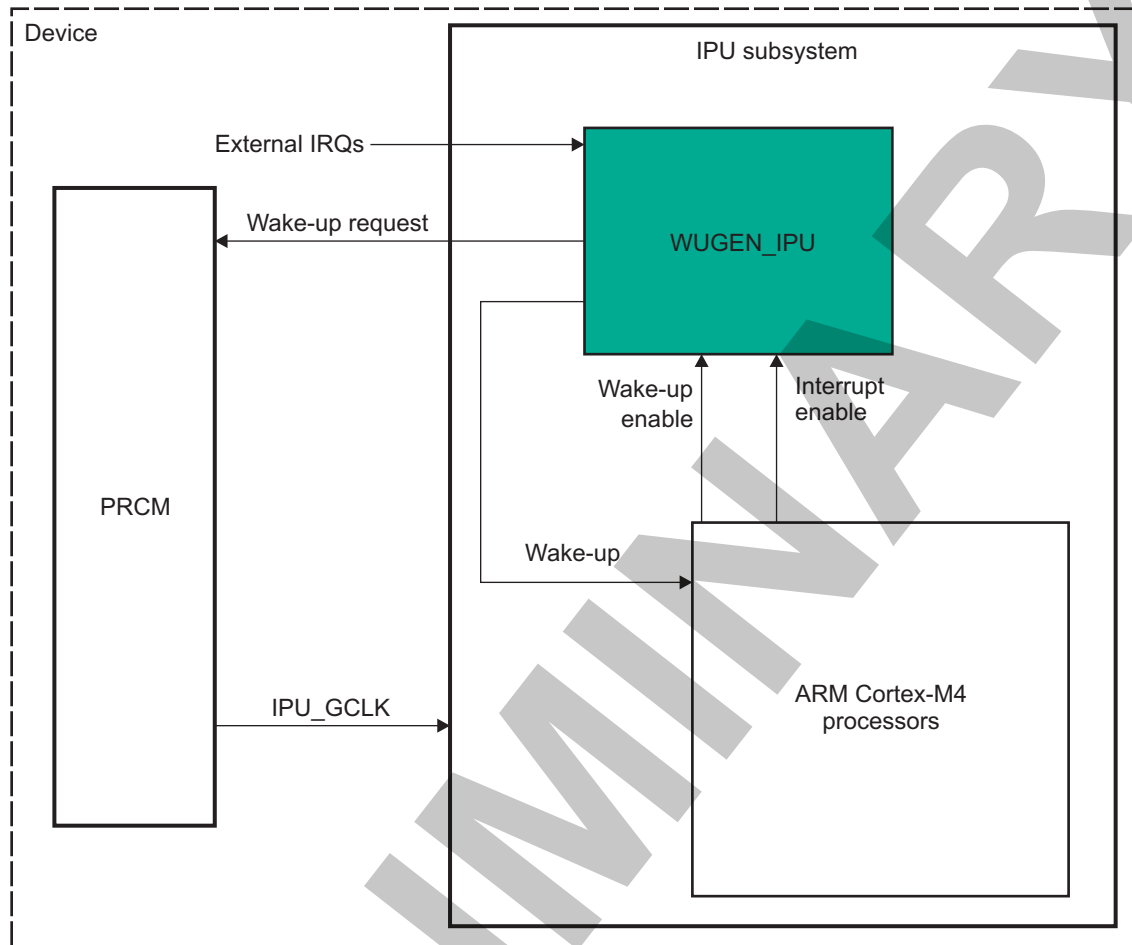 Device
IPU subsystem
External IRQs
Wake-up request
WUGEN_IPU
Wake-up
enable
Interrupt
enable
PRCM
Wake-up
ARM Cortex-M4
processors
IPU_GCLK
IMINARY